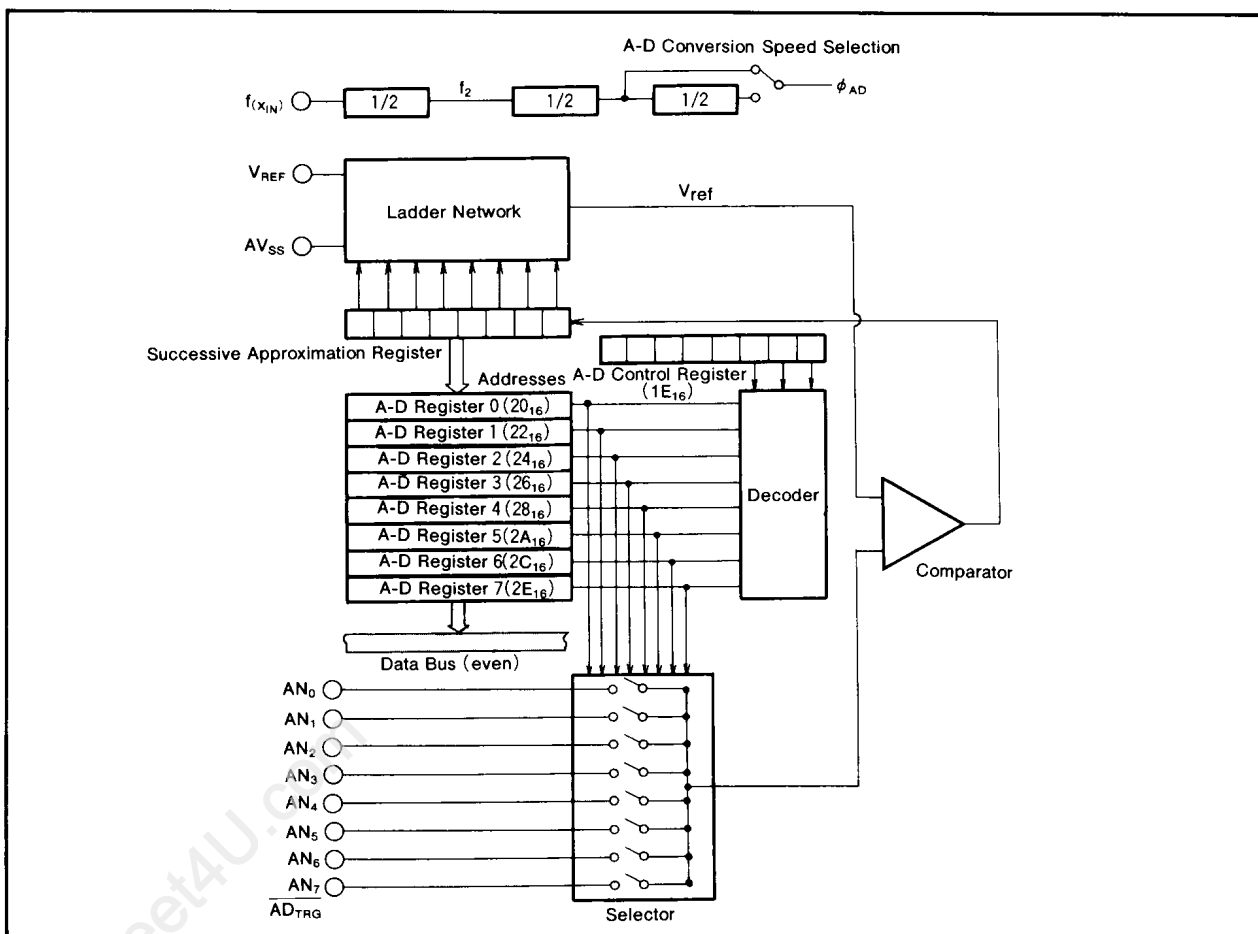 A-D Conversion Speed Selection
f(XIN) 1/2 f2 1/2 1/2 ϕAD
VREF
Ladder Network
Vref
AVSS
Successive Approximation Register
Addresses
A-D Control Register
(1E16)
A-D Register 0 (2016)
A-D Register 1 (2216)
A-D Register 2 (2416)
A-D Register 3 (2616)
A-D Register 4 (2816)
A-D Register 5 (2A16)
A-D Register 6 (2C16)
A-D Register 7 (2E16)
Decoder
Comparator
Data Bus (even)
AN0
AN1
AN2
AN3
AN4
AN5
AN6
AN7
ADTRG
Selector
eet4U.com